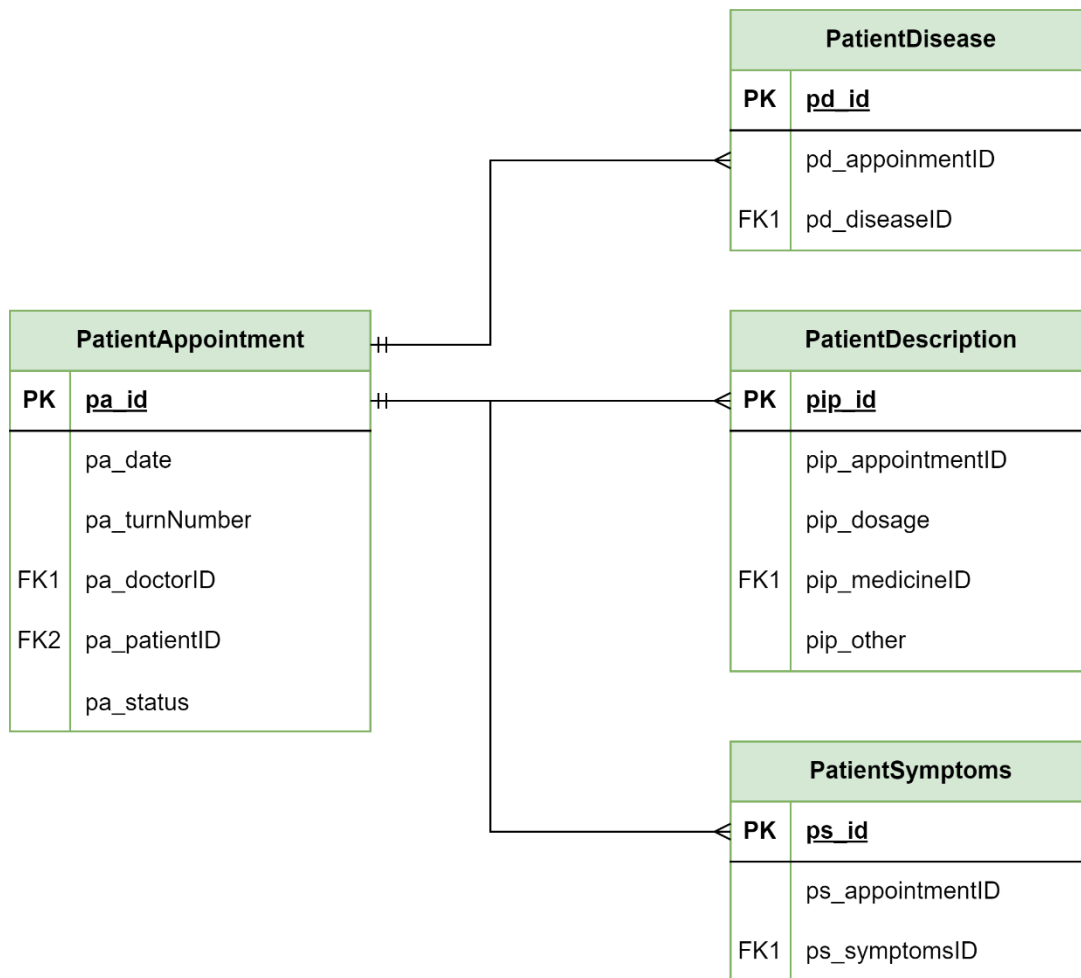 PatientDisease
PK pd_id
pd_appoinmentID
FK1 pd_diseaseID
PatientAppointment
PK pa_id
pa_date
pa_turnNumber
FK1 pa_doctorID
FK2 pa_patientID
pa_status
PatientDescription
PK pip_id
pip_appointmentID
pip_dosage
FK1 pip_medicineID
pip_other
PatientSymptoms
PK ps_id
ps_appointmentID
FK1 ps_symptomsID